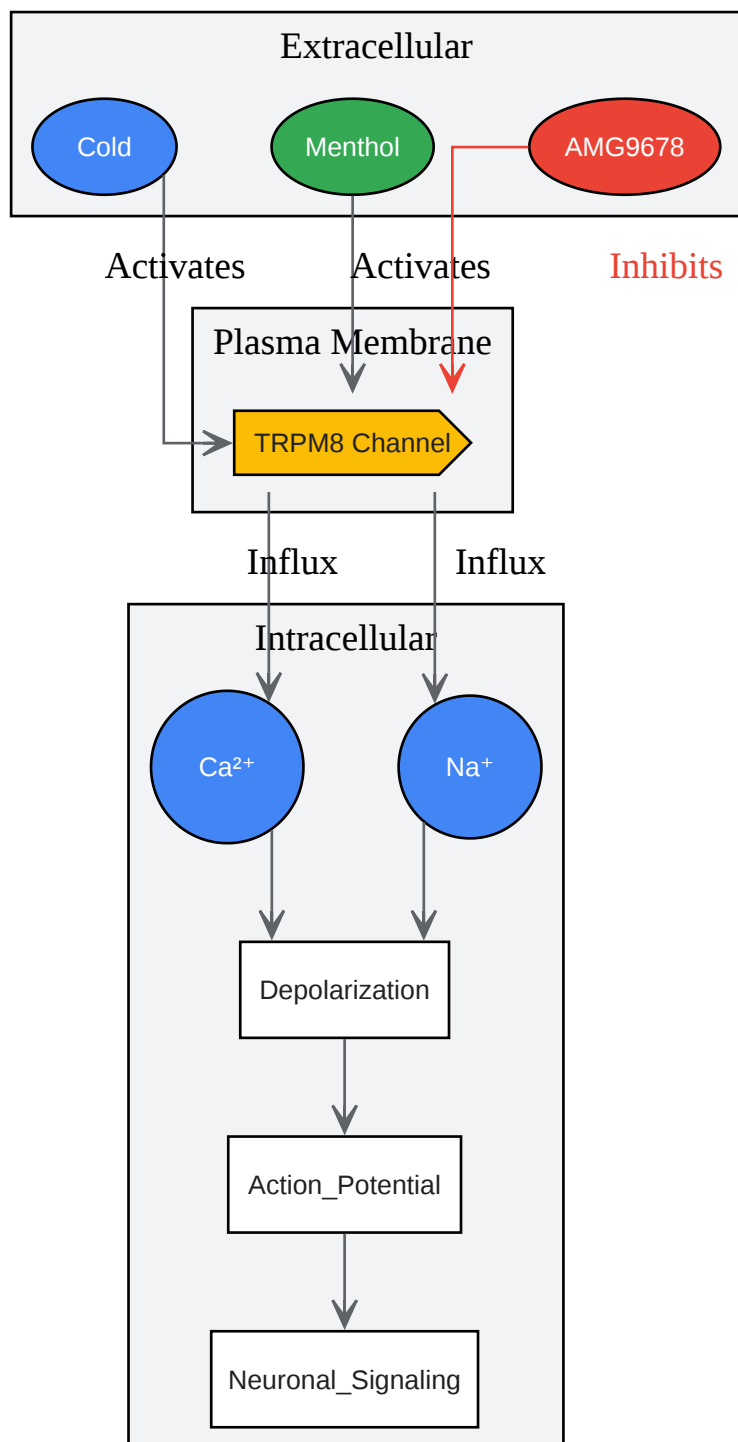 Extracellular
Cold
Menthol
AMG9678
Activates
Activates
Inhibits
Plasma Membrane
TRPM8 Channel
Influx
Influx
Intracellular
Ca²⁺
Na⁺
Depolarization
Action_Potential
Neuronal_Signaling